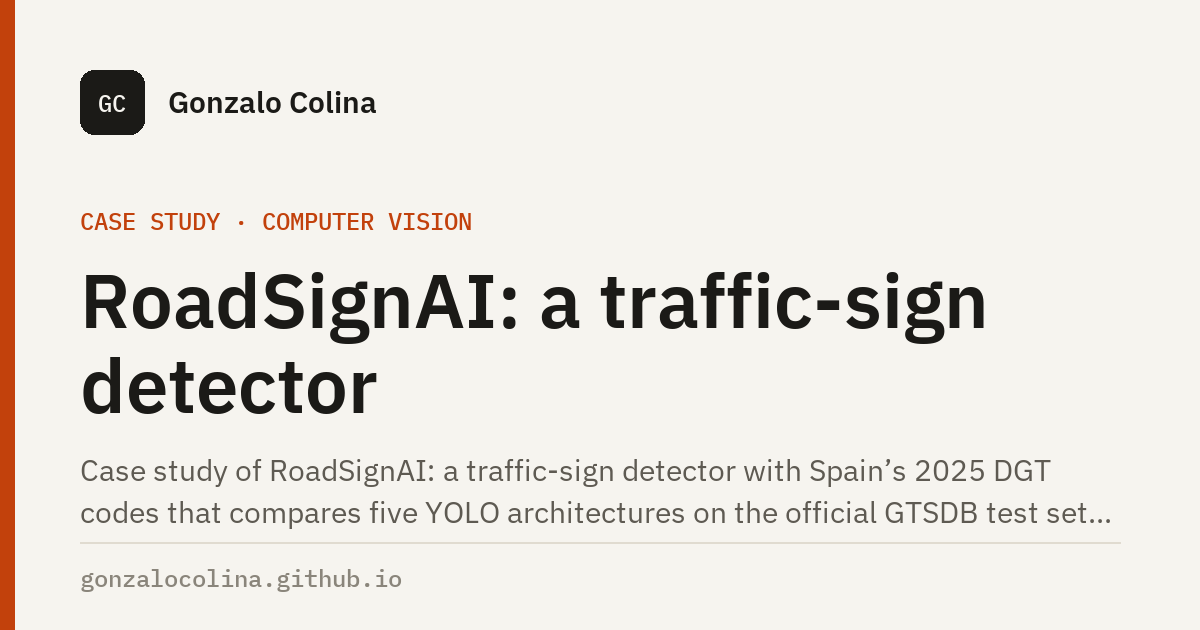 GC
Gonzalo Colina
CASE STUDY · COMPUTER VISION
RoadSignAI: a traffic-sign
detector
Case study of RoadSignAI: a traffic-sign detector with Spain’s 2025 DGT
codes that compares five YOLO architectures on the official GTSDB test set…
gonzalocolina.github.io